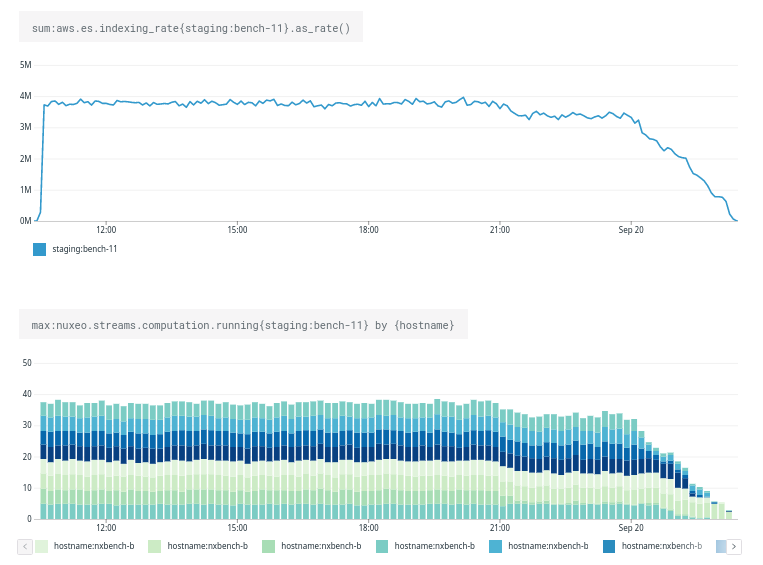 sum:aws.es.indexing_rate{staging:bench-11}.as_rate()
5M
4M
3M
2M
1M
0M
12:00 15:00 18:00 21:00 Sep 20
staging:bench-11
max:nuxeo.streams.computation.running{staging:bench-11} by {hostname}
50
40
30
20
10
0
12:00 15:00 18:00 21:00 Sep 20
hostname:nxbench-b hostname:nxbench-b hostname:nxbench-b hostname:nxbench-b hostname:nxbench-b hostname:nxbench-b